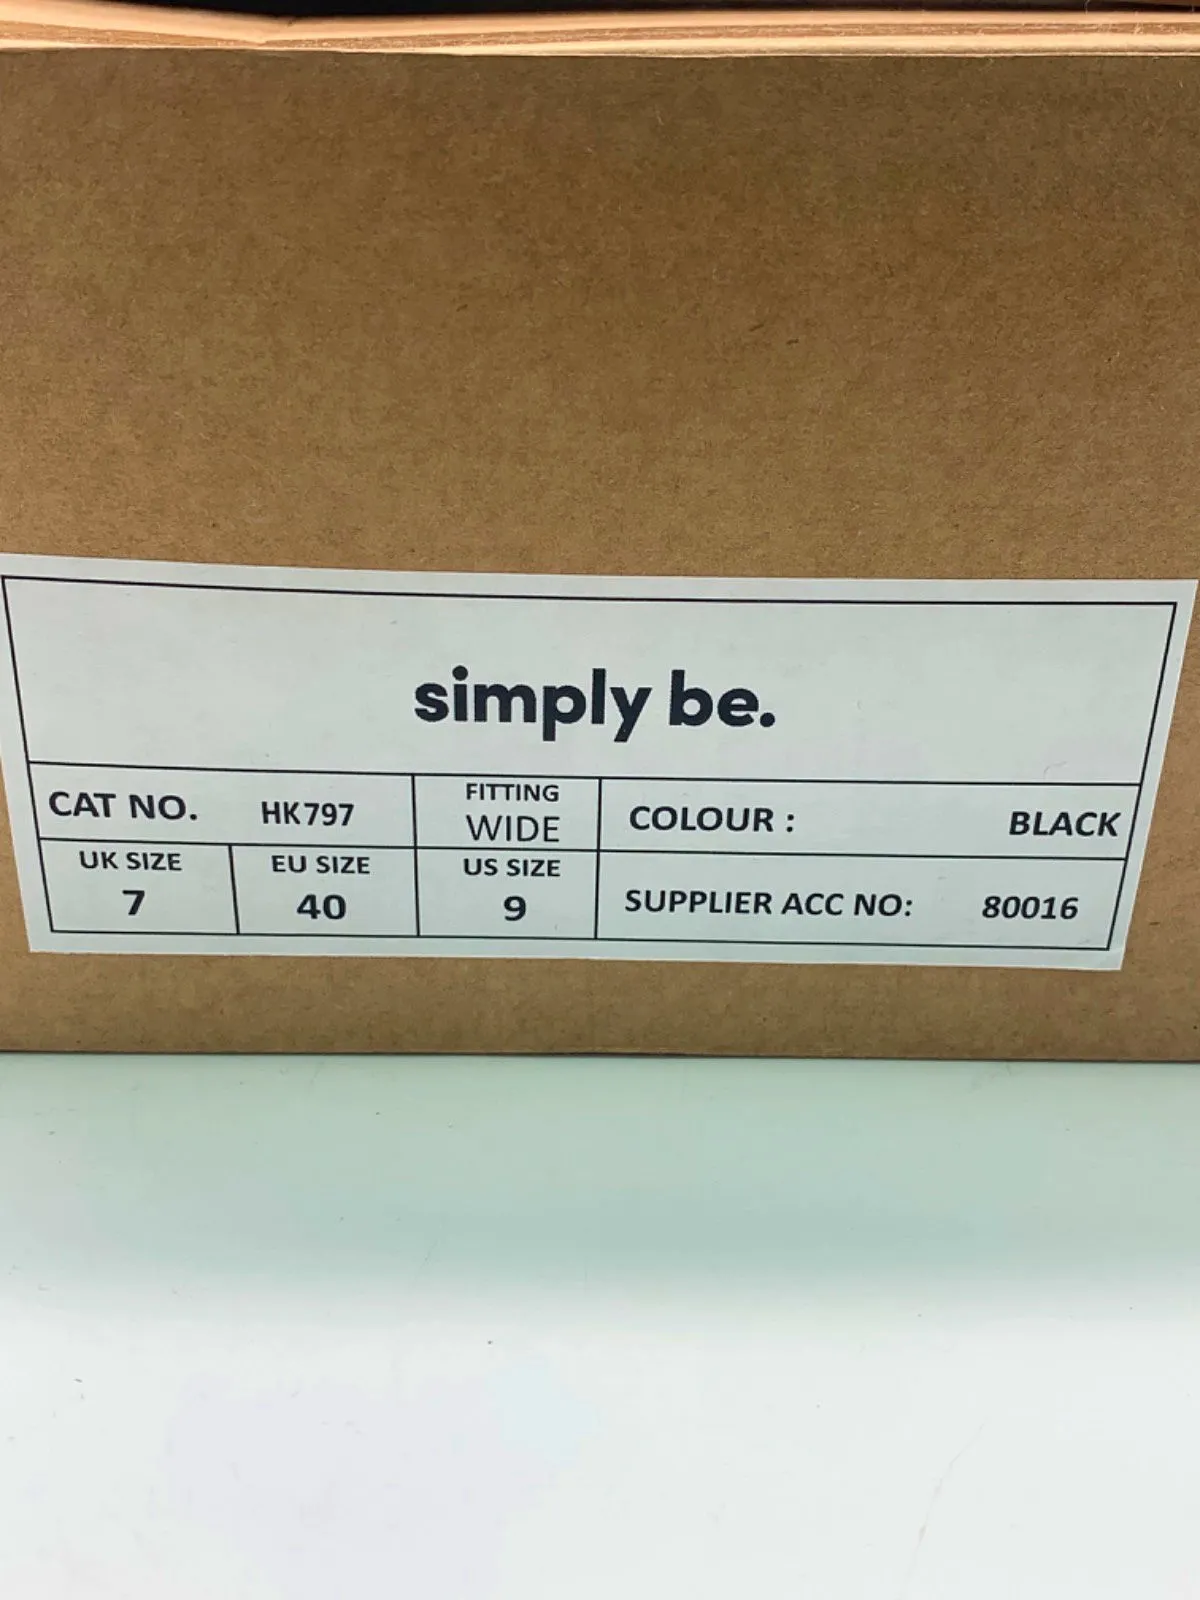 simply be.
CAT NO. HK797
FITTING
WIDE
COLOUR : BLACK
UK SIZE
7
EU SIZE
40
US SIZE
9
SUPPLIER ACC NO: 80016